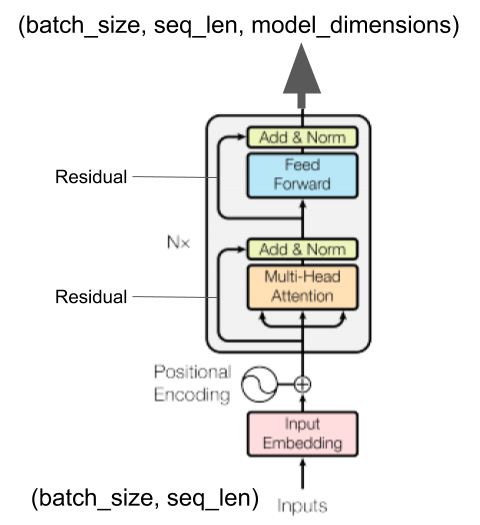 (batch_size, seq_len, model_dimensions)
Add & Norm
Feed
Forward
Residual
Nx
Add & Norm
Multi-Head
Attention
Residual
Positional
Encoding
Input
Embedding
(batch_size, seq_len)
Inputs